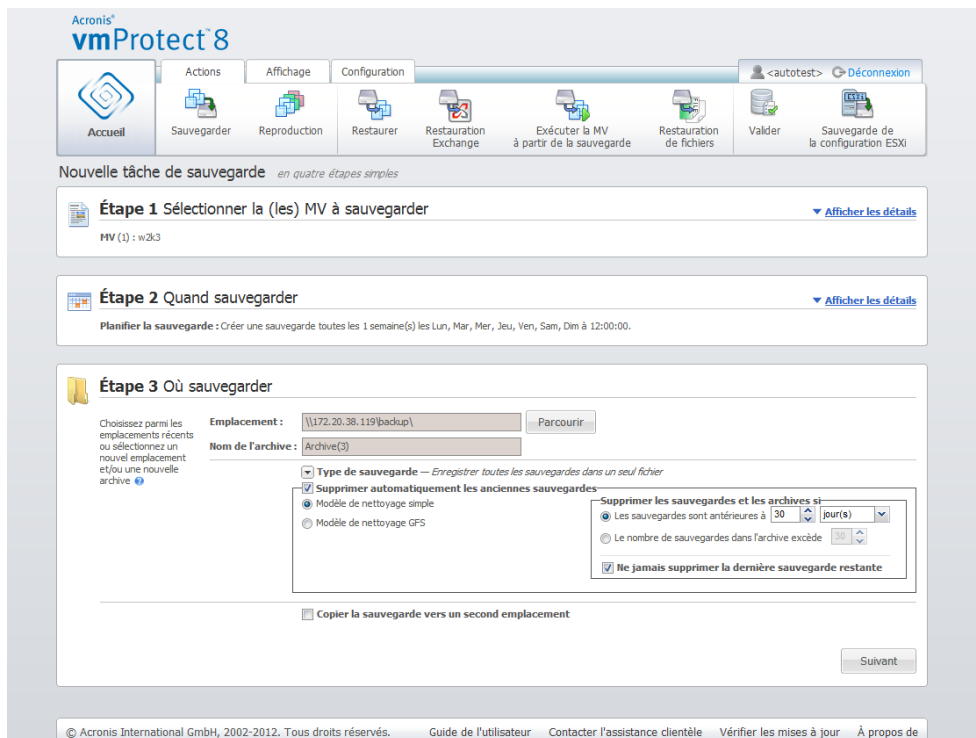 Acronis®
vmProtect™8
Actions Affichage Configuration <autotest> Déconnexion
Accueil
Sauvegarder
Reproduction
Restaurer
Restauration
Exchange
Exécuter la MV
à partir de la sauvegarde
Restauration
de fichiers
Valider
Sauvegarde de
la configuration ESXi
Nouvelle tâche de sauvegarde en quatre étapes simples
Étape 1 Sélectionner la (les) MV à sauvegarder
Afficher les détails
MV (1) : w2k3
Étape 2 Quand sauvegarder
Afficher les détails
Planifier la sauvegarde : Créer une sauvegarde toutes les 1 semaine(s) les Lun, Mar, Mer, Jeu, Ven, Sam, Dim à 12:00:00.
Étape 3 Où sauvegarder
Choisissez parmi les
emplacements récents
ou sélectionnez un
nouvel emplacement
et/ou une nouvelle
archive
Emplacement : \\172.20.38.119\backup\ Parcourir
Nom de l'archive : Archive(3)
Type de sauvegarde — Enregistrer toutes les sauvegardes dans un seul fichier
Supprimer automatiquement les anciennes sauvegardes
Modèle de nettoyage simple
Modèle de nettoyage GFS
Supprimer les sauvegardes et les archives si
Les sauvegardes sont antérieures à 30 jour(s)
Le nombre de sauvegardes dans l'archive excède 30
Ne jamais supprimer la dernière sauvegarde restante
Copier la sauvegarde vers un second emplacement
Suivant
© Acronis International GmbH, 2002-2012. Tous droits réservés. Guide de l'utilisateur Contacter l'assistance clientèle Vérifier les mises à jour À propos de